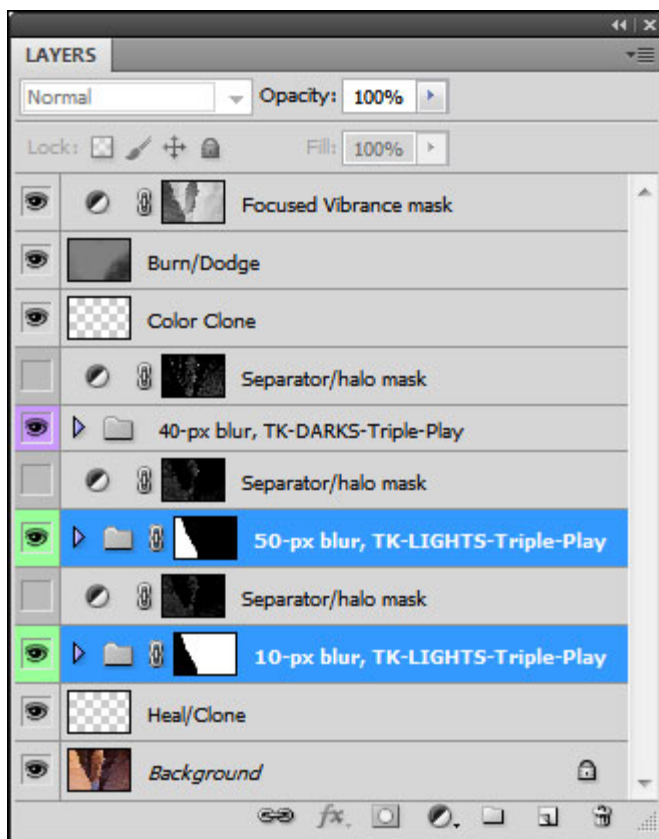 LAYERS
Normal Opacity: 100%
Lock: Fill: 100%
Focused Vibrance mask
Burn/Dodge
Color Clone
Separator/halo mask
40-px blur, TK-DARKS-Triple-Play
Separator/halo mask
50-px blur, TK-LIGHTS-Triple-Play
Separator/halo mask
10-px blur, TK-LIGHTS-Triple-Play
Heal/Clone
Background
fx